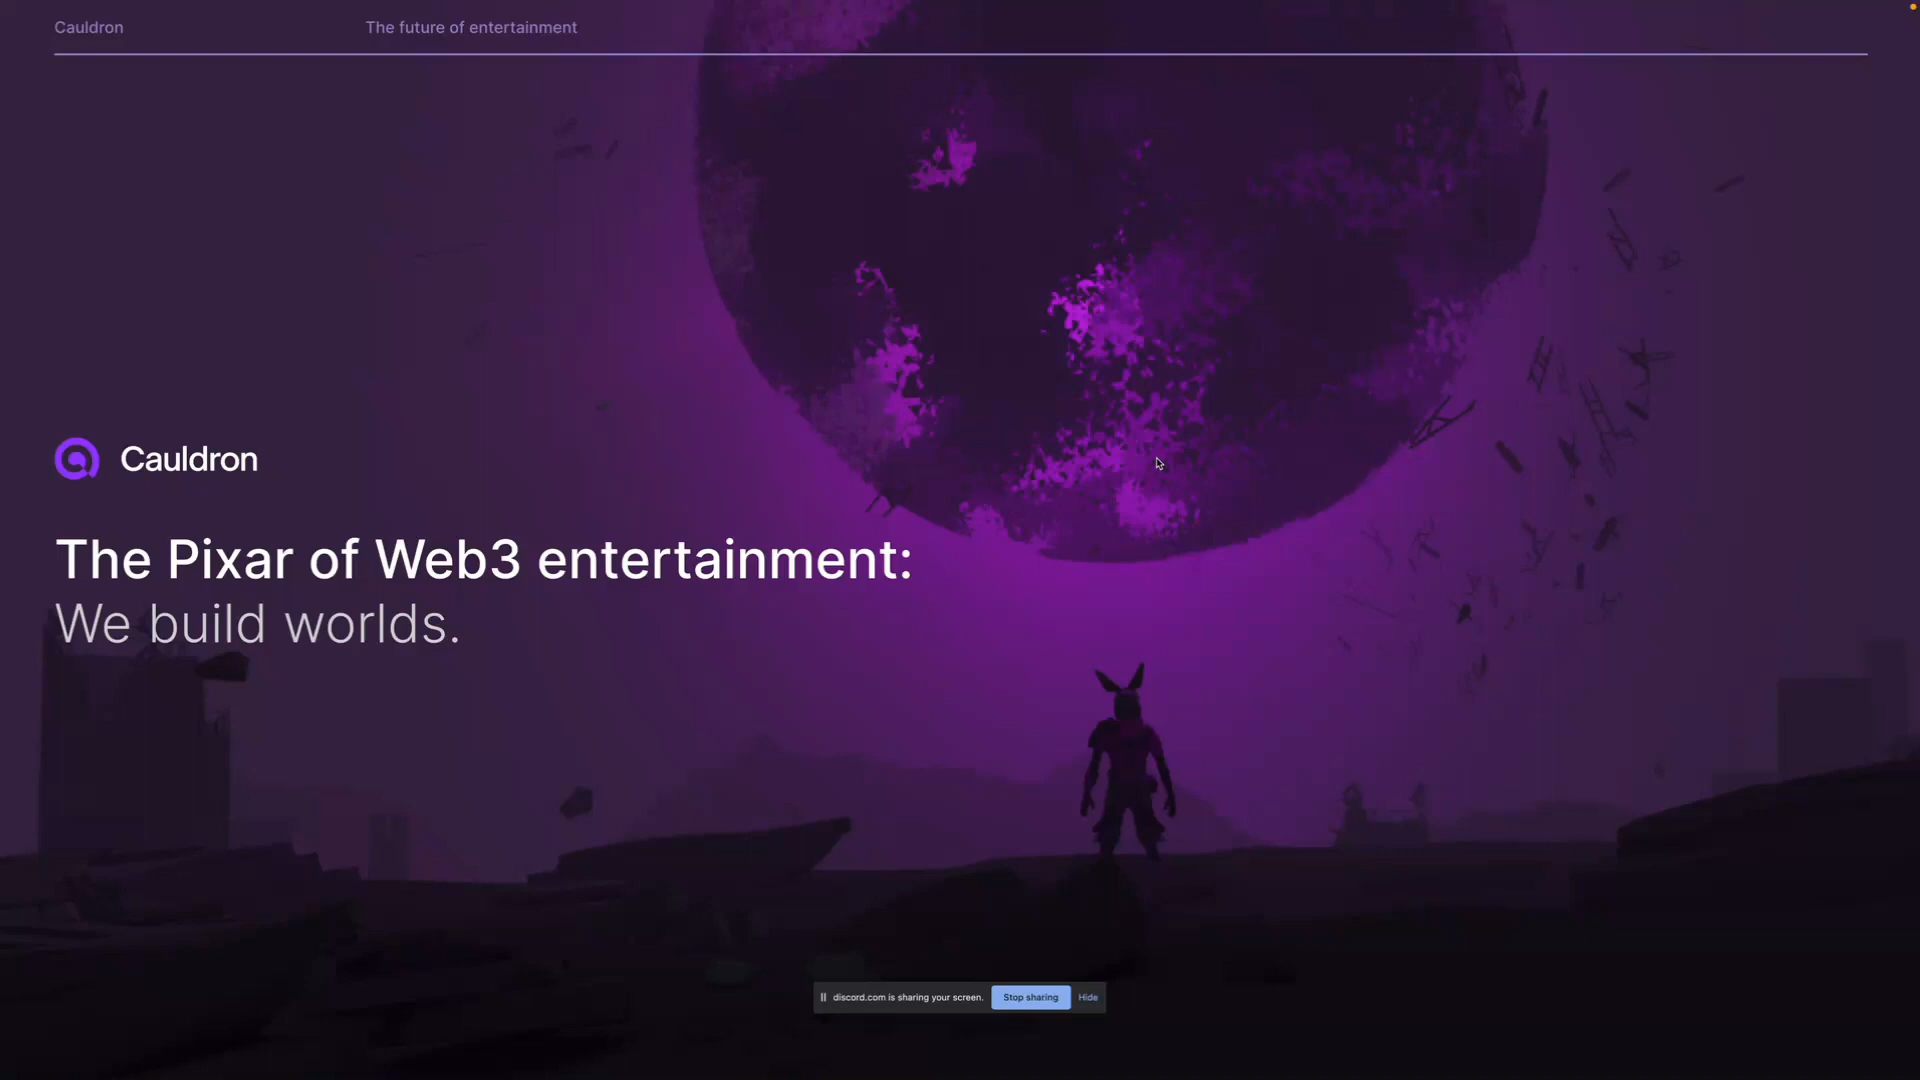 Cauldron
The future of entertainment
Cauldron
The Pixar of Web3 entertainment:
We build worlds.
discord.com is sharing your screen.
Stop sharing
Hide